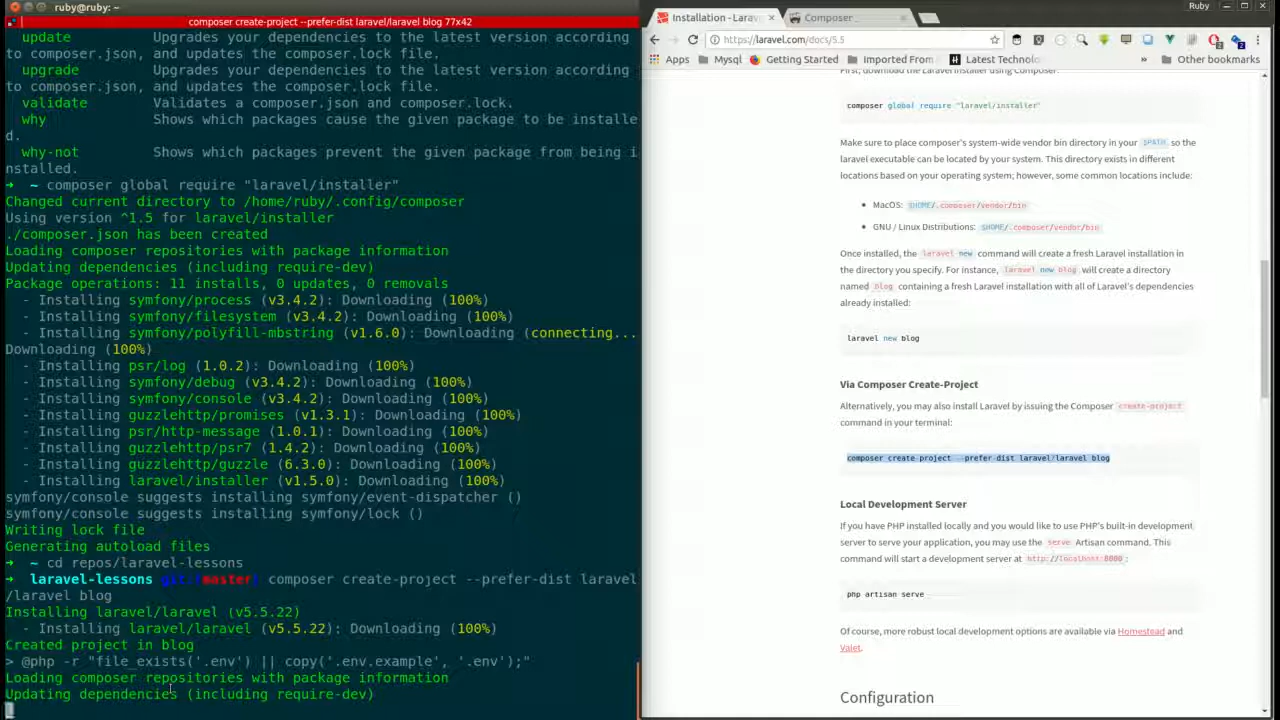 ruby@ruby: ~
composer create-project --prefer-dist laravel/laravel blog 77x42
update Upgrades your dependencies to the latest version according
to composer.json, and updates the composer.lock file.
upgrade Upgrades your dependencies to the latest version according
to composer.json, and updates the composer.lock file.
validate Validates a composer.json and composer.lock.
why Shows which packages cause the given package to be installe
d.
why-not Shows which packages prevent the given package from being i
nstalled.
➜ ~ composer global require "laravel/installer"
Changed current directory to /home/ruby/.config/composer
Using version ^1.5 for laravel/installer
./composer.json has been created
Loading composer repositories with package information
Updating dependencies (including require-dev)
Package operations: 11 installs, 0 updates, 0 removals
- Installing symfony/process (v3.4.2): Downloading (100%)
- Installing symfony/filesystem (v3.4.2): Downloading (100%)
- Installing symfony/polyfill-mbstring (v1.6.0): Downloading (connecting...
Downloading (100%)
- Installing psr/log (1.0.2): Downloading (100%)
- Installing symfony/debug (v3.4.2): Downloading (100%)
- Installing symfony/console (v3.4.2): Downloading (100%)
- Installing guzzlehttp/promises (v1.3.1): Downloading (100%)
- Installing psr/http-message (1.0.1): Downloading (100%)
- Installing guzzlehttp/psr7 (1.4.2): Downloading (100%)
- Installing guzzlehttp/guzzle (6.3.0): Downloading (100%)
- Installing laravel/installer (v1.5.0): Downloading (100%)
symfony/console suggests installing symfony/event-dispatcher ()
symfony/console suggests installing symfony/lock ()
Writing lock file
Generating autoload files
➜ ~ cd repos/laravel-lessons
➜ laravel-lessons git:(master) composer create-project --prefer-dist laravel
/laravel blog
Installing laravel/laravel (v5.5.22)
- Installing laravel/laravel (v5.5.22): Downloading (100%)
Created project in blog
> @php -r "file_exists('.env') || copy('.env.example', '.env');"
Loading composer repositories with package information
Updating dependencies (including require-dev)
Installation - Larav
Composer
Ruby
https://laravel.com/docs/5.5
Apps
Mysql
Getting Started
Imported From
Latest Technolo
»
Other bookmarks
First, download the Laravel installer using Composer:
composer global require "laravel/installer"
Make sure to place composer's system-wide vendor bin directory in your $PATH so the
laravel executable can be located by your system. This directory exists in different
locations based on your operating system; however, some common locations include:
• MacOS: $HOME/.composer/vendor/bin
• GNU / Linux Distributions: $HOME/.composer/vendor/bin
Once installed, the laravel new command will create a fresh Laravel installation in
the directory you specify. For instance, laravel new blog will create a directory
named blog containing a fresh Laravel installation with all of Laravel's dependencies
already installed:
laravel new blog
Via Composer Create-Project
Alternatively, you may also install Laravel by issuing the Composer create-project
command in your terminal:
composer create-project --prefer-dist laravel/laravel blog
Local Development Server
If you have PHP installed locally and you would like to use PHP's built-in development
server to serve your application, you may use the serve Artisan command. This
command will start a development server at http://localhost:8000 :
php artisan serve
Of course, more robust local development options are available via Homestead and
Valet.
Configuration